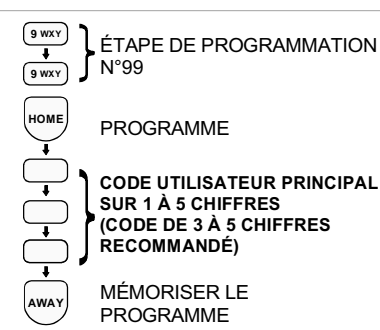 9 WXY
ÉTAPE DE PROGRAMMATION
N°99
9 WXY
HOME
PROGRAMME
CODE UTILISATEUR PRINCIPAL
SUR 1 À 5 CHIFFRES
(CODE DE 3 À 5 CHIFFRES
RECOMMANDÉ)
AWAY
MÉMORISER LE
PROGRAMME